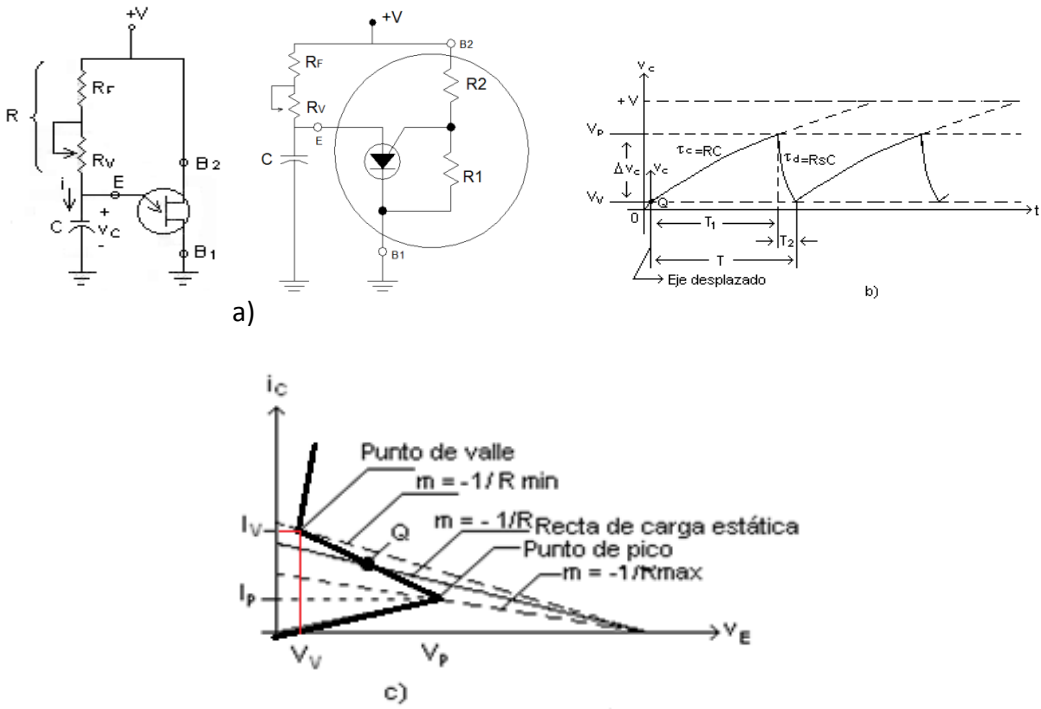 +V
R
RF
RV
i
E
B2
C
+
vC
-
B1
+V
B2
RF
R2
RV
E
C
R1
B1
a)
vC
+V
VP
τc=RC
τd=RsC
Δvc
vc
VV
Q
0
t
T1
T2
T
Eje desplazado
b)
iC
Punto de valle
m = -1/R min
IV
m = -1/R
Recta de carga estática
Q
Punto de pico
m = -1/Rmax
IP
VE
VV
VP
c)